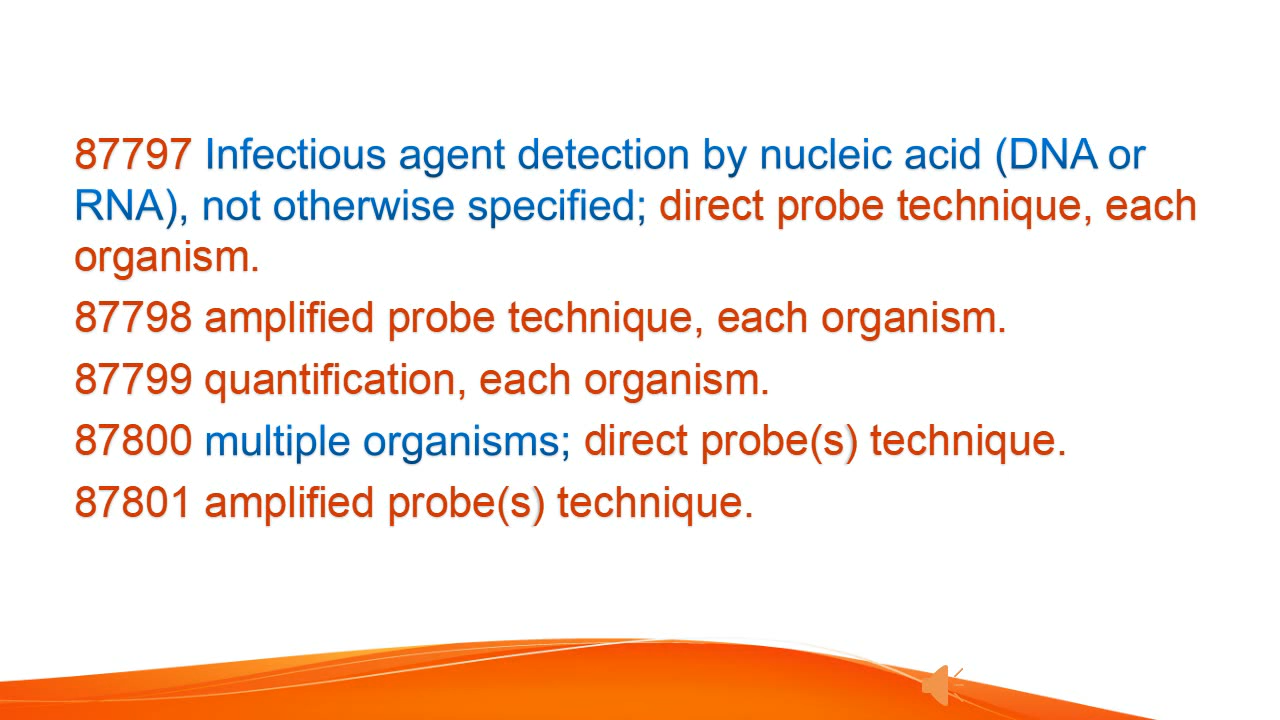 87797 Infectious agent detection by nucleic acid (DNA or
RNA), not otherwise specified; direct probe technique, each
organism.
87798 amplified probe technique, each organism.
87799 quantification, each organism.
87800 multiple organisms; direct probe(s) technique.
87801 amplified probe(s) technique.